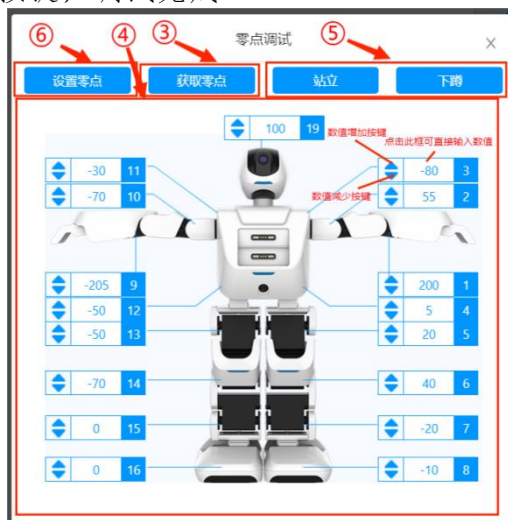 ⑥ ④ ③ 零点调试 ⑤ ×
设置零点 获取零点 站立 下蹲
100 19 数值增加按键 点击此框可直接输入数值
-30 11 -80 3
-70 10 数值减少按键 55 2
-205 9 200 1
-50 12 5 4
-50 13 20 5
-70 14 40 6
0 15 -20 7
0 16 -10 8